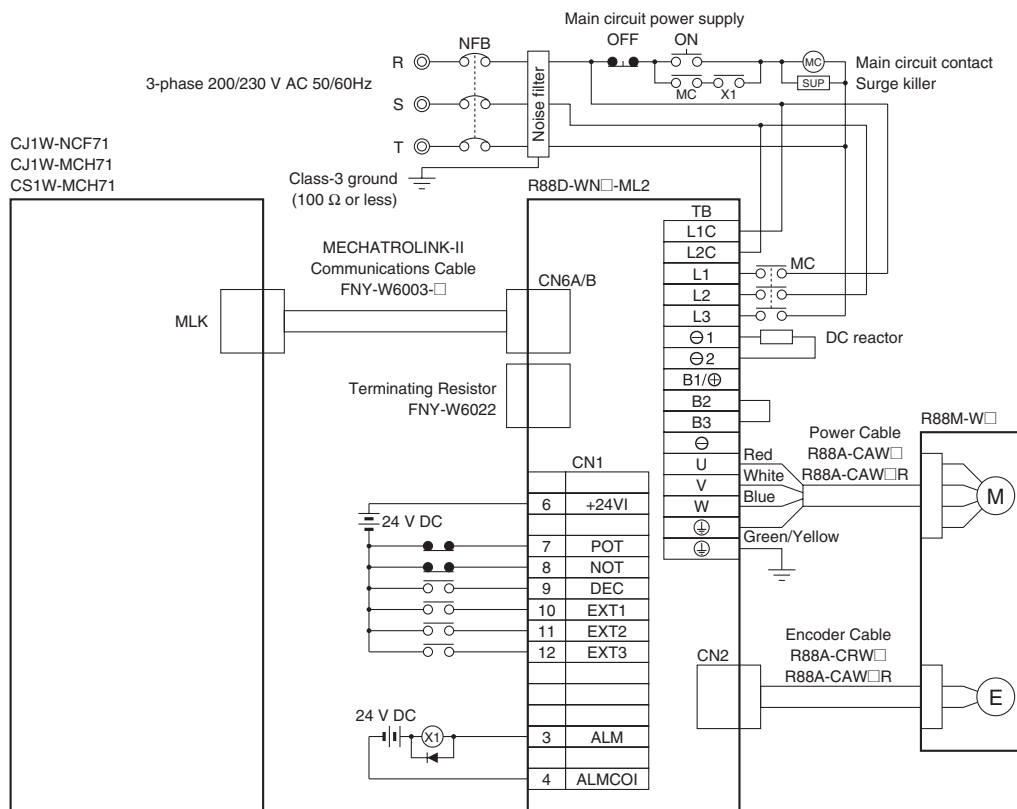 Main circuit power supply
OFF
ON
R
NFB
Noise filter
MC
Main circuit contact
SUP
Surge killer
MC
X1
3-phase 200/230 V AC 50/60Hz
S
T
CJ1W-NCF71
CJ1W-MCH71
CS1W-MCH71
Class-3 ground
(100 Ω or less)
R88D-WN□-ML2
TB
L1C
L2C
L1
L2
L3
⊖ 1
⊖ 2
B1/⊕
B2
B3
⊖
U
V
W
MC
DC reactor
MECHATROLINK-II
Communications Cable
FNY-W6003-□
MLK
CN6A/B
Terminating Resistor
FNY-W6022
Red
White
Blue
Green/Yellow
Power Cable
R88A-CAW□
R88A-CAW□R
R88M-W□
M
CN1
6 +24VI
24 V DC
7 POT
8 NOT
9 DEC
10 EXT1
11 EXT2
12 EXT3
24 V DC
X1
3 ALM
4 ALMCOI
CN2
Encoder Cable
R88A-CRW□
R88A-CAW□R
E